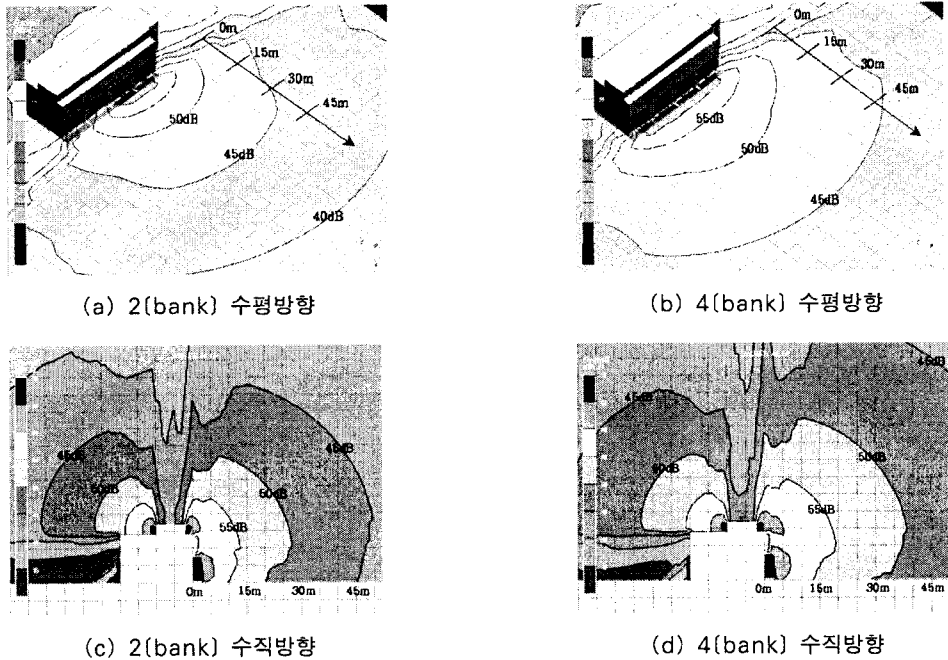 0m
15m
30m
45m
50dB
45dB
40dB
(a) 2[bank] 수평방향
0m
15m
30m
45m
55dB
50dB
45dB
(b) 4[bank] 수평방향
45dB
50dB
45dB
50dB
55dB
0m 15m 30m 45m
(c) 2[bank] 수직방향
45dB
45dB
50dB
50dB
55dB
0m 15m 30m 45m
(d) 4[bank] 수직방향